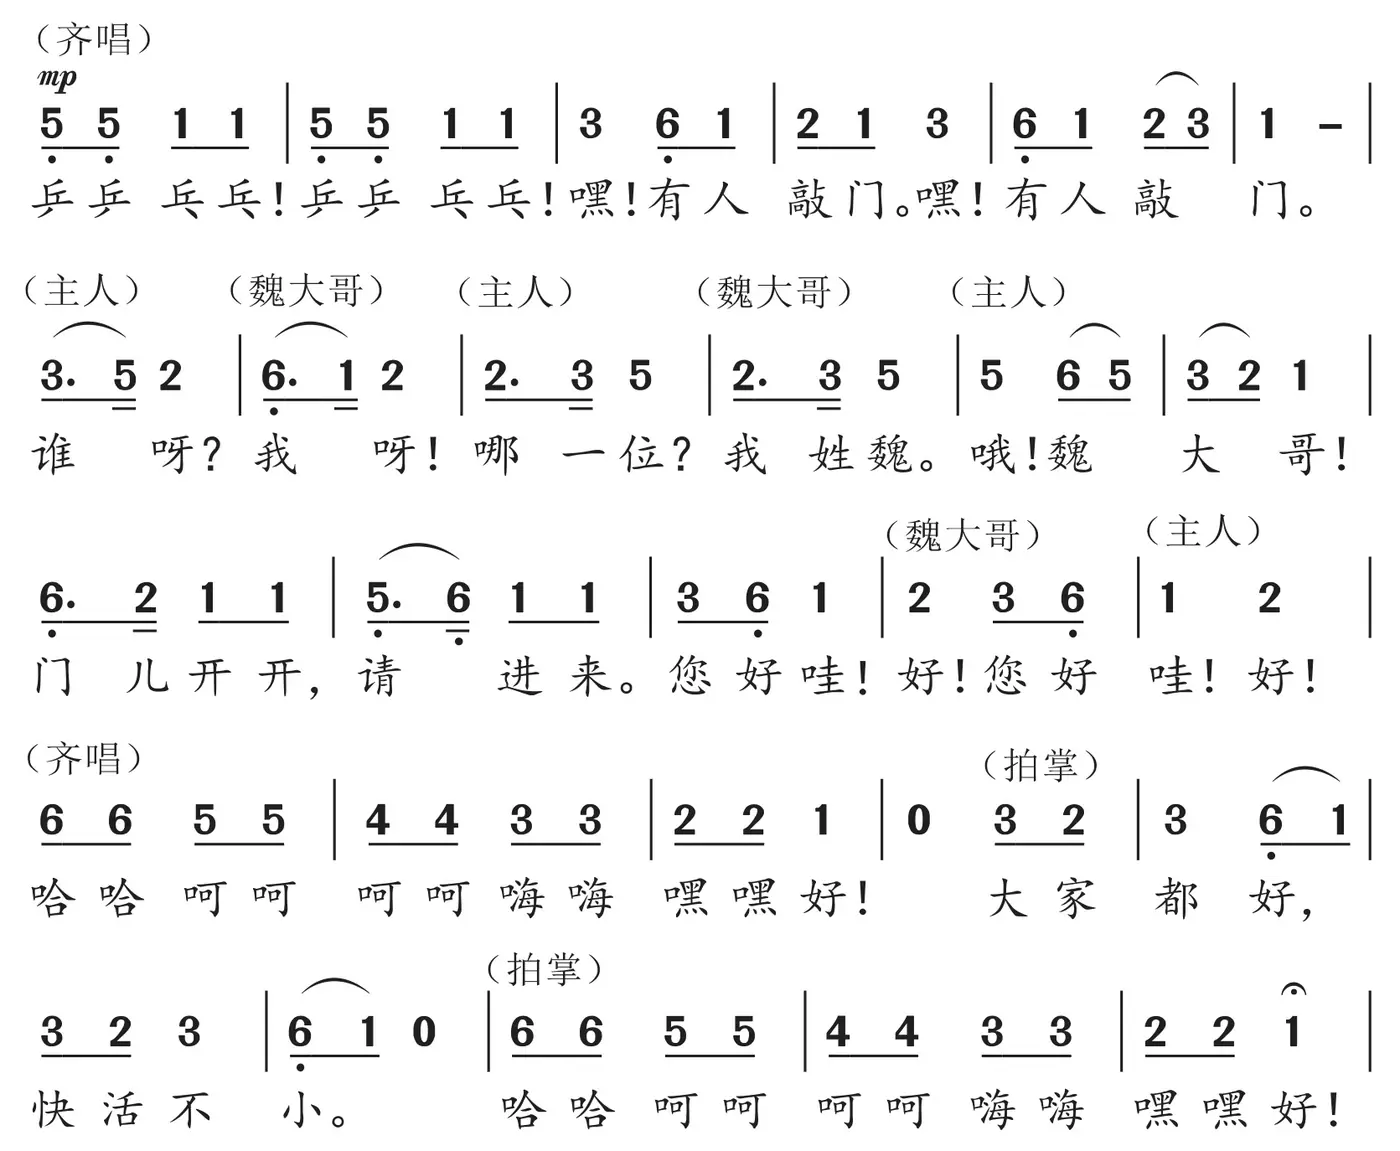 （齐唱）
mp
5 5 1 1 | 5 5 1 1 | 3 6 1 | 2 1 3 | 6 1 2 3 | 1 – |
乒乒 乓乓！乒乒 乓乓！嘿！有人 敲门。嘿！有人 敲 门。
（主人） （魏大哥） （主人） （魏大哥） （主人）
3. 5 2 | 6. 1 2 | 2. 3 5 | 2. 3 5 | 5 6 5 | 3 2 1 |
谁 呀？我 呀！哪 一 位？我 姓 魏。哦！魏 大 哥！
（魏大哥） （主人）
6. 2 1 1 | 5. 6 1 1 | 3 6 1 | 2 3 6 | 1 2 |
门 儿 开 开，请 进 来。您 好 哇！好！您 好 哇！好！
（齐唱） （拍掌）
6 6 5 5 | 4 4 3 3 | 2 2 1 | 0 3 2 | 3 6 1 |
哈 哈 呵 呵 呵 呵 嗨 嗨 嘿 嘿 好！ 大 家 都 好，
（拍掌）
3 2 3 | 6 1 0 | 6 6 5 5 | 4 4 3 3 | 2 2 1 |
快 活 不 小。 哈 哈 呵 呵 呵 呵 嗨 嗨 嘿 嘿 好！